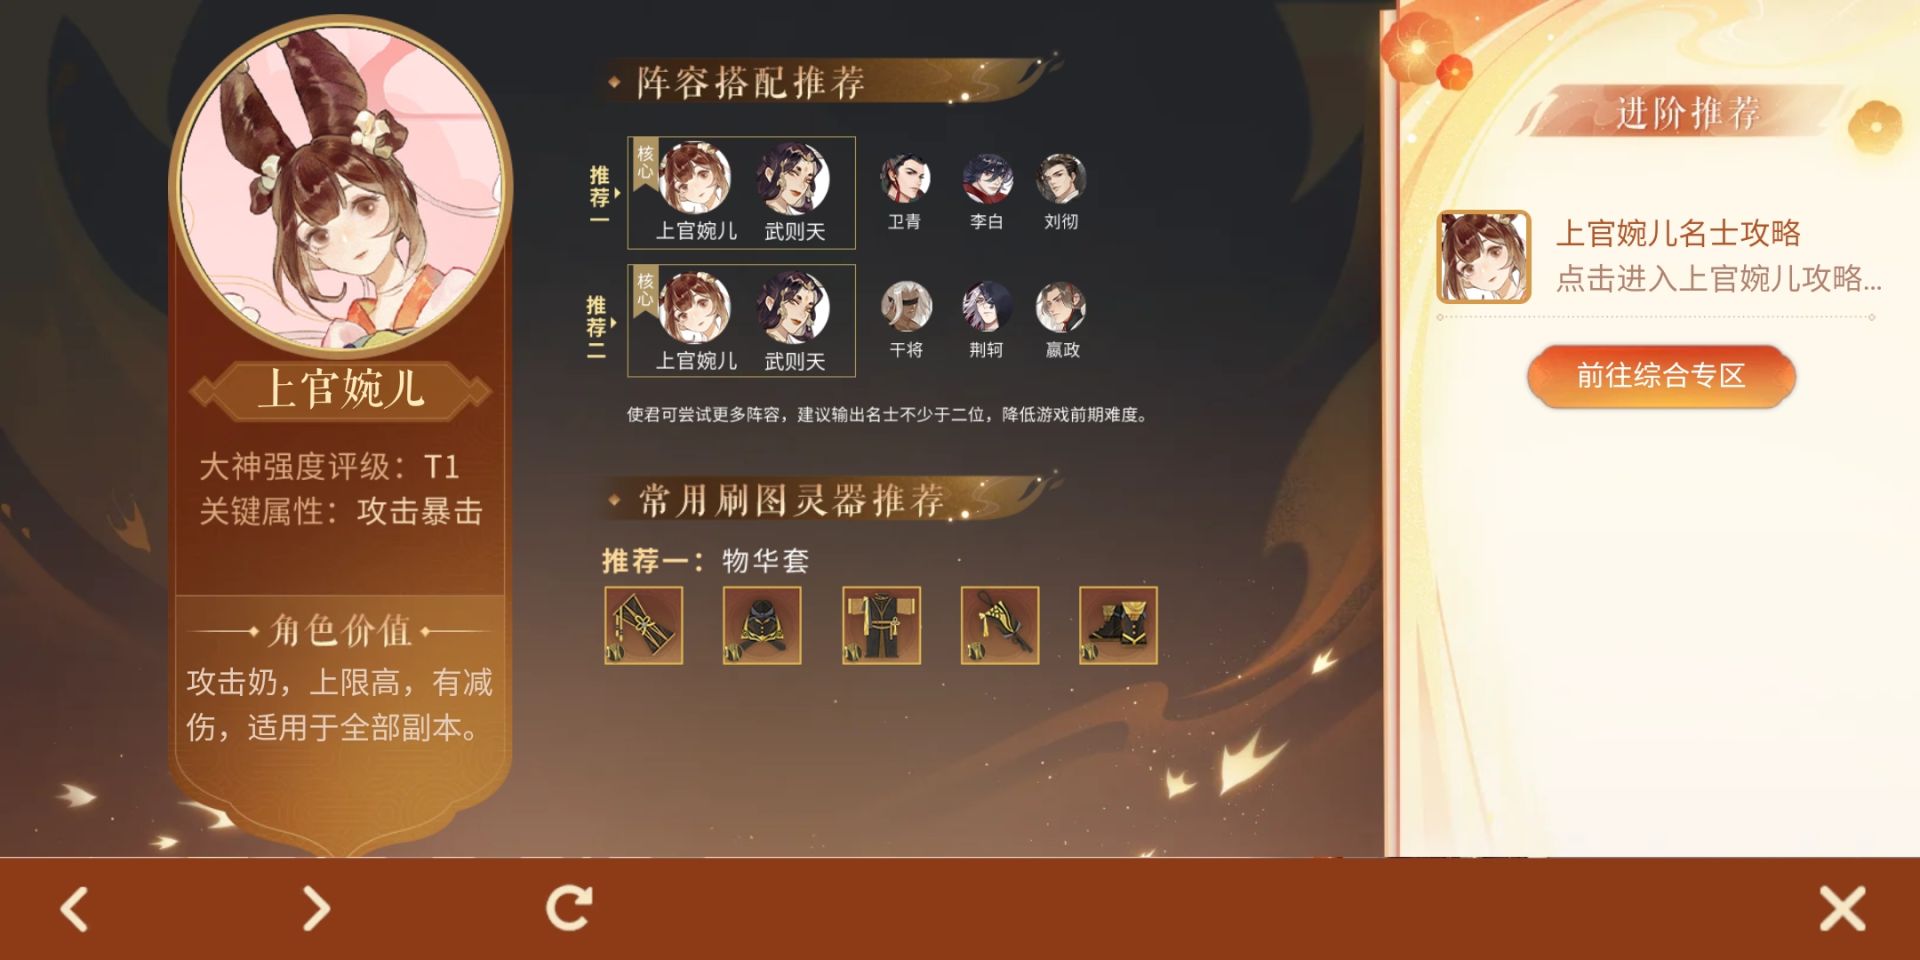 上官婉儿
大神强度评级：T1
关键属性：攻击暴击
角色价值
攻击奶，上限高，有减
伤，适用于全部副本。
阵容搭配推荐
推荐一
核心
上官婉儿 武则天 卫青 李白 刘彻
推荐二
核心
上官婉儿 武则天 干将 荆轲 嬴政
使君可尝试更多阵容，建议输出名士不少于二位，降低游戏前期难度。
常用刷图灵器推荐
推荐一：物华套
进阶推荐
上官婉儿名士攻略
点击进入上官婉儿攻略...
前往综合专区